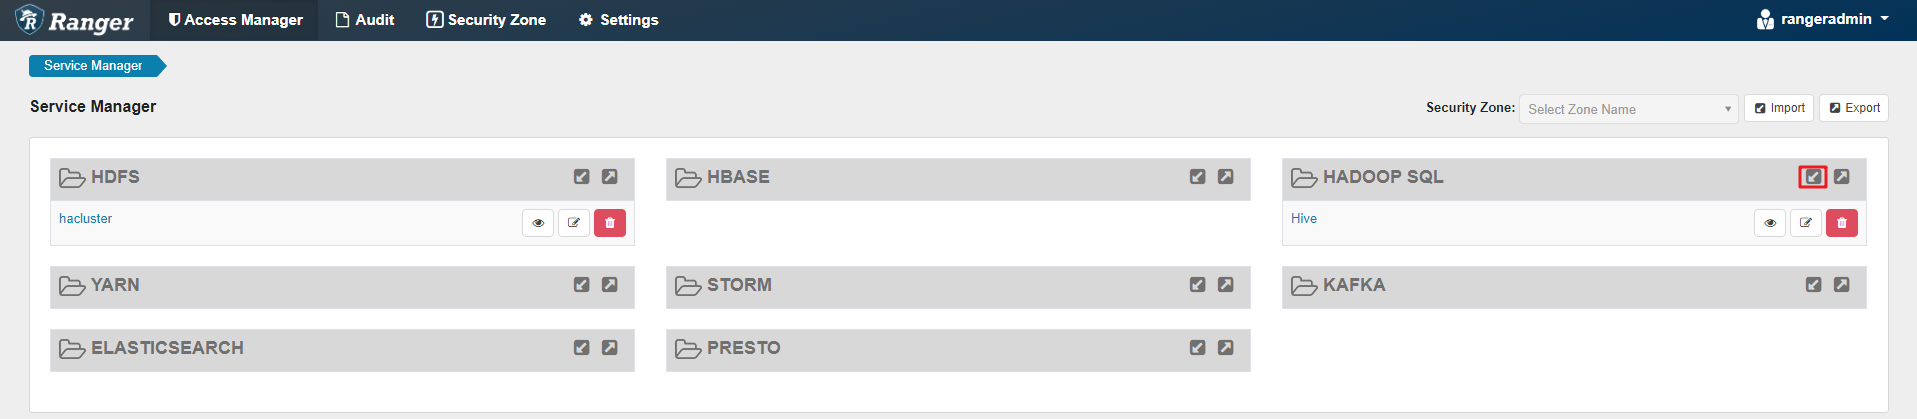 Ranger Access Manager Audit Security Zone Settings rangeradmin
Service Manager
Service Manager Security Zone: Select Zone Name Import Export
HDFS HBASE HADOOP SQL
hacluster Hive
YARN STORM KAFKA
ELASTICSEARCH PRESTO